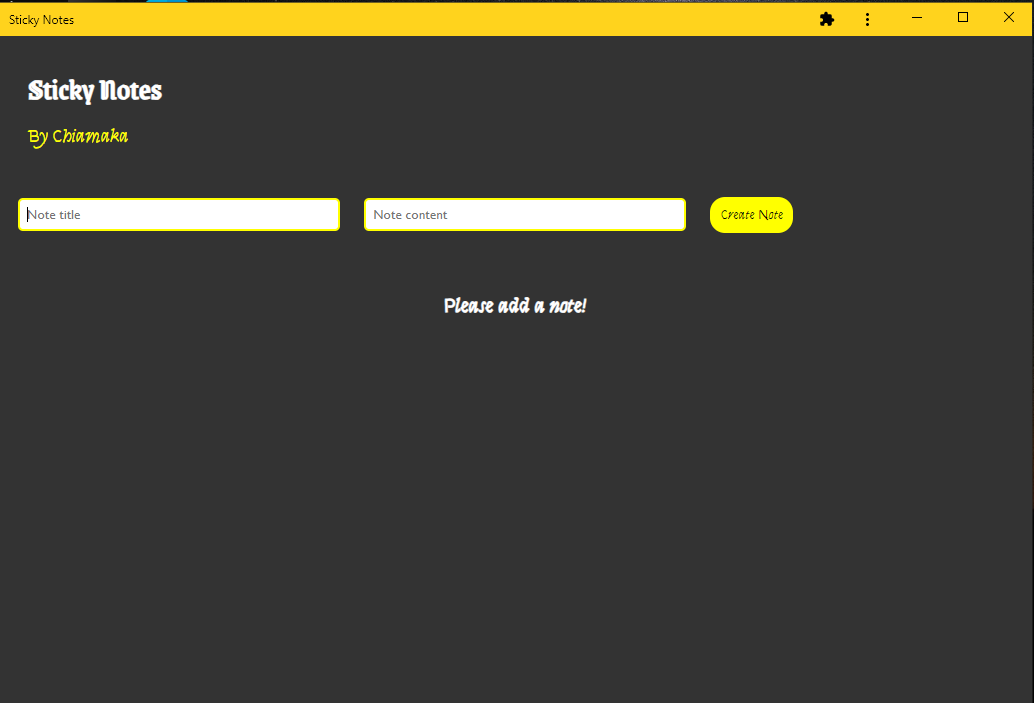 Sticky Notes
Sticky Notes
By Chiamaka
Note title
Note content
Create Note
Please add a note!